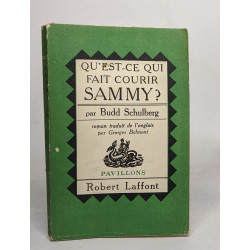 QU'EST-CE QUI
FAIT COURIR
SAMMY?
par Budd Schulberg
roman traduit de l'anglais
par Georges Belmont
PAVILLONS
Robert Laffont